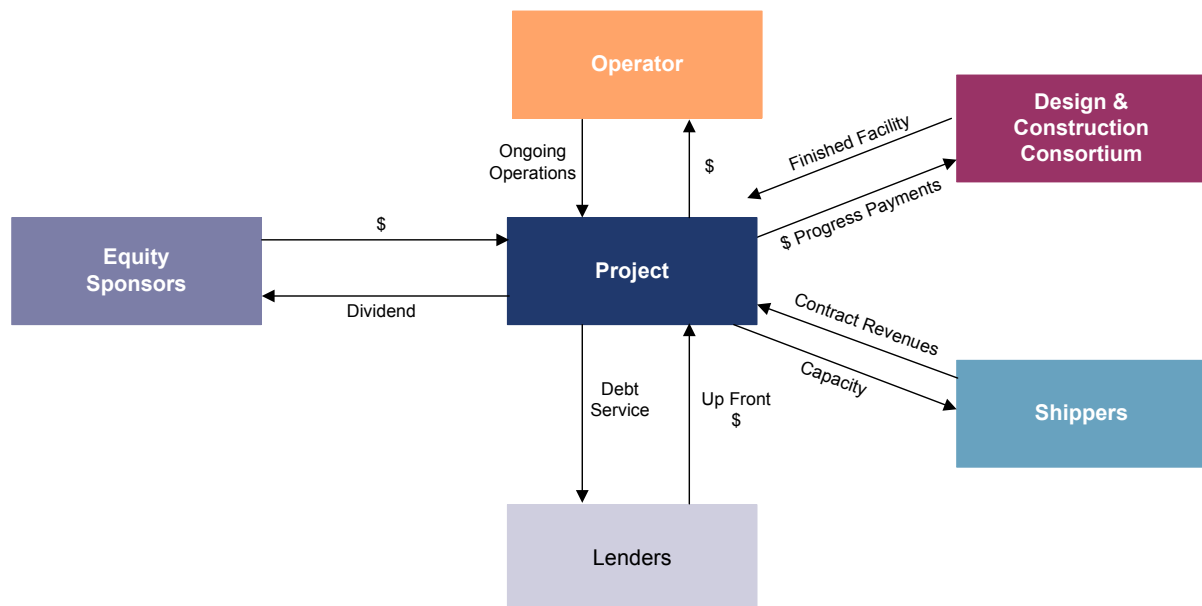 Operator
Design &
Construction
Consortium
Finished Facility
Ongoing
Operations
$
$ Progress Payments
$
Equity
Sponsors
Project
Dividend
Contract Revenues
Capacity
Debt
Service
Up Front
$
Shippers
Lenders